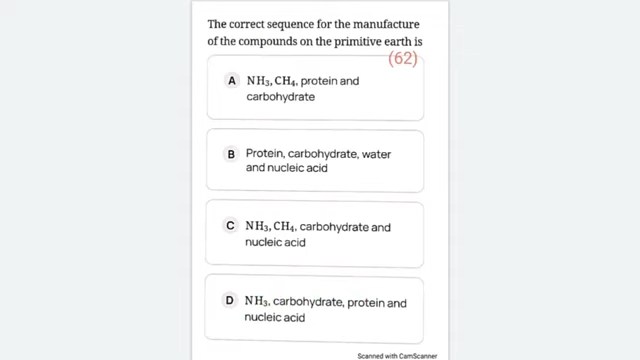 The correct sequence for the manufacture
of the compounds on the primitive earth is
(62)
A NH₃, CH₄, protein and
carbohydrate
B Protein, carbohydrate, water
and nucleic acid
C NH₃, CH₄, carbohydrate and
nucleic acid
D NH₃, carbohydrate, protein and
nucleic acid
Scanned with CamScanner